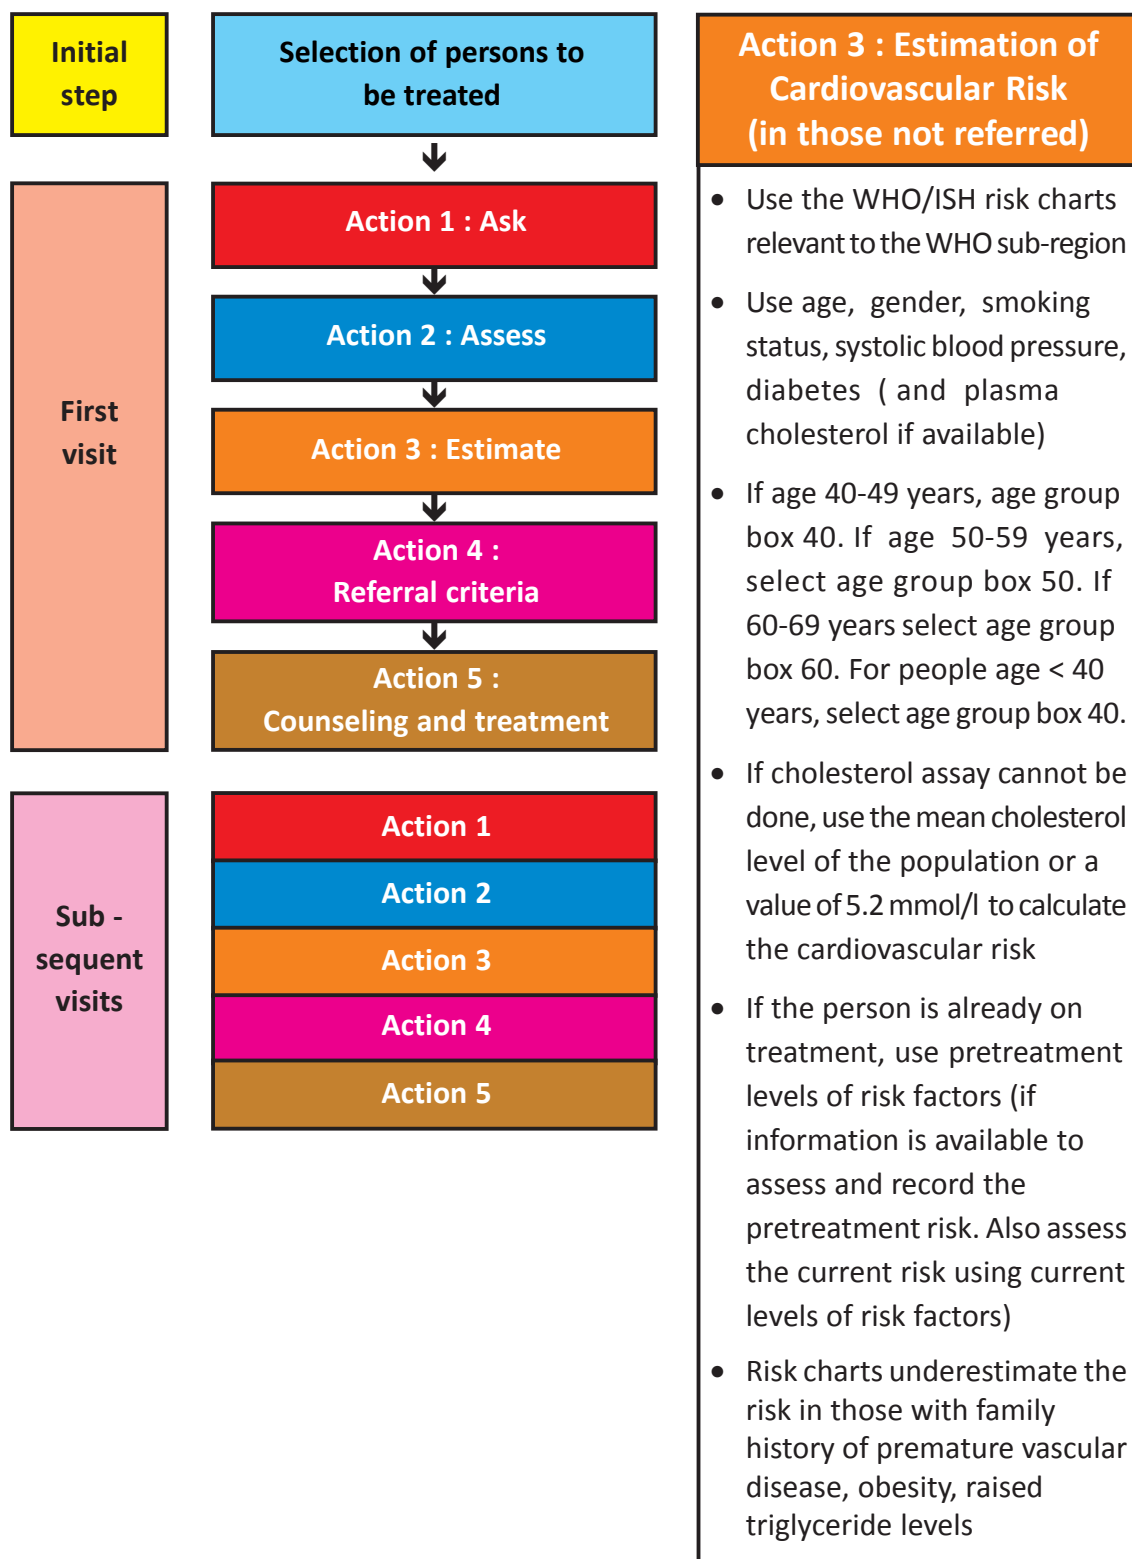 Initial
step
Selection of persons to
be treated
First
visit
Action 1 : Ask
Action 2 : Assess
Action 3 : Estimate
Action 4 :
Referral criteria
Action 5 :
Counseling and treatment
Sub -
sequent
visits
Action 1
Action 2
Action 3
Action 4
Action 5
Action 3 : Estimation of
Cardiovascular Risk
(in those not referred)
• Use the WHO/ISH risk charts
relevant to the WHO sub-region
• Use age, gender, smoking
status, systolic blood pressure,
diabetes ( and plasma
cholesterol if available)
• If age 40-49 years, age group
box 40. If age 50-59 years,
select age group box 50. If
60-69 years select age group
box 60. For people age < 40
years, select age group box 40.
• If cholesterol assay cannot be
done, use the mean cholesterol
level of the population or a
value of 5.2 mmol/l to calculate
the cardiovascular risk
• If the person is already on
treatment, use pretreatment
levels of risk factors (if
information is available to
assess and record the
pretreatment risk. Also assess
the current risk using current
levels of risk factors)
• Risk charts underestimate the
risk in those with family
history of premature vascular
disease, obesity, raised
triglyceride levels